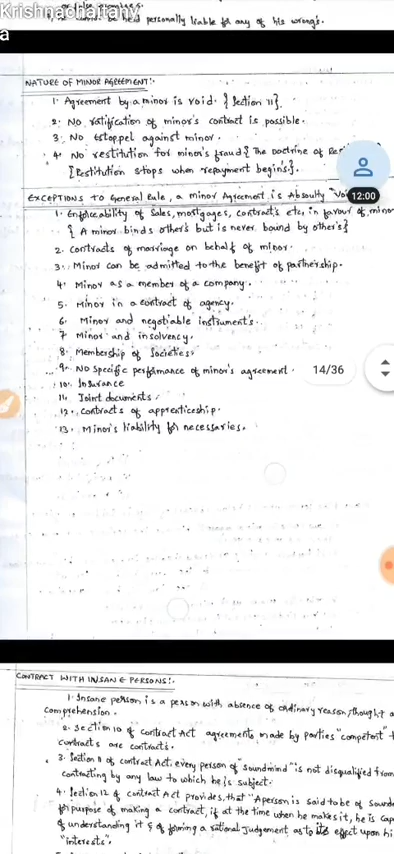 Krishnachaitany
a
be held personally liable for any of his wrong's.
NATURE OF MINOR AGREEMENT:-
1. Agreement by a minor is void. {Section 11}.
2. NO ratification of minor's contract is possible.
3. No estoppel against minor.
4. No restitution for minor's fraud { The Doctrine of Res
[Restitution stops when repayment begins}.
12:00
EXCEPTIONS TO General Rule, a minor Agreement is Absoulty "Voi
1. Enforceability of Sales, mortgages, contracts etc, in favour of minor
{ A minor binds others but is never bound by other's}
2. Contracts of marriage on behalf of minor.
3. Minor can be admitted to the benefit of partnership.
4. Minor as a member of a company.
5. Minor in a contract of agency.
6. Minor and negotiable instrument's.
7. Minor and insolvency.
8. Membership of Societies.
9. NO Specific performance of minor's agreement.
14/36
10. Insurance
11. Joint documents.
12. Contracts of apprenticeship.
13. Minor's liability for necessaries.
CONTRACT WITH INSANE PERSONS:-
1. Insane person is a person with absence of ordinary reason, thought a
comprehension.
2. Section 10 of contract Act agreements made by parties "competent" t
contracts are contracts.
3. Section 11 of contract Act; every person of "soundmind" is not disqualified from
contracting by any law to which he is subject.
4. Section 12 of contract Act provides, that "A person is said to be of sound
for purpose of making a contract, if at the time when he makes it, he is cap
of understanding it & of forming a rational Judgement as to its effect upon hi
"interests".